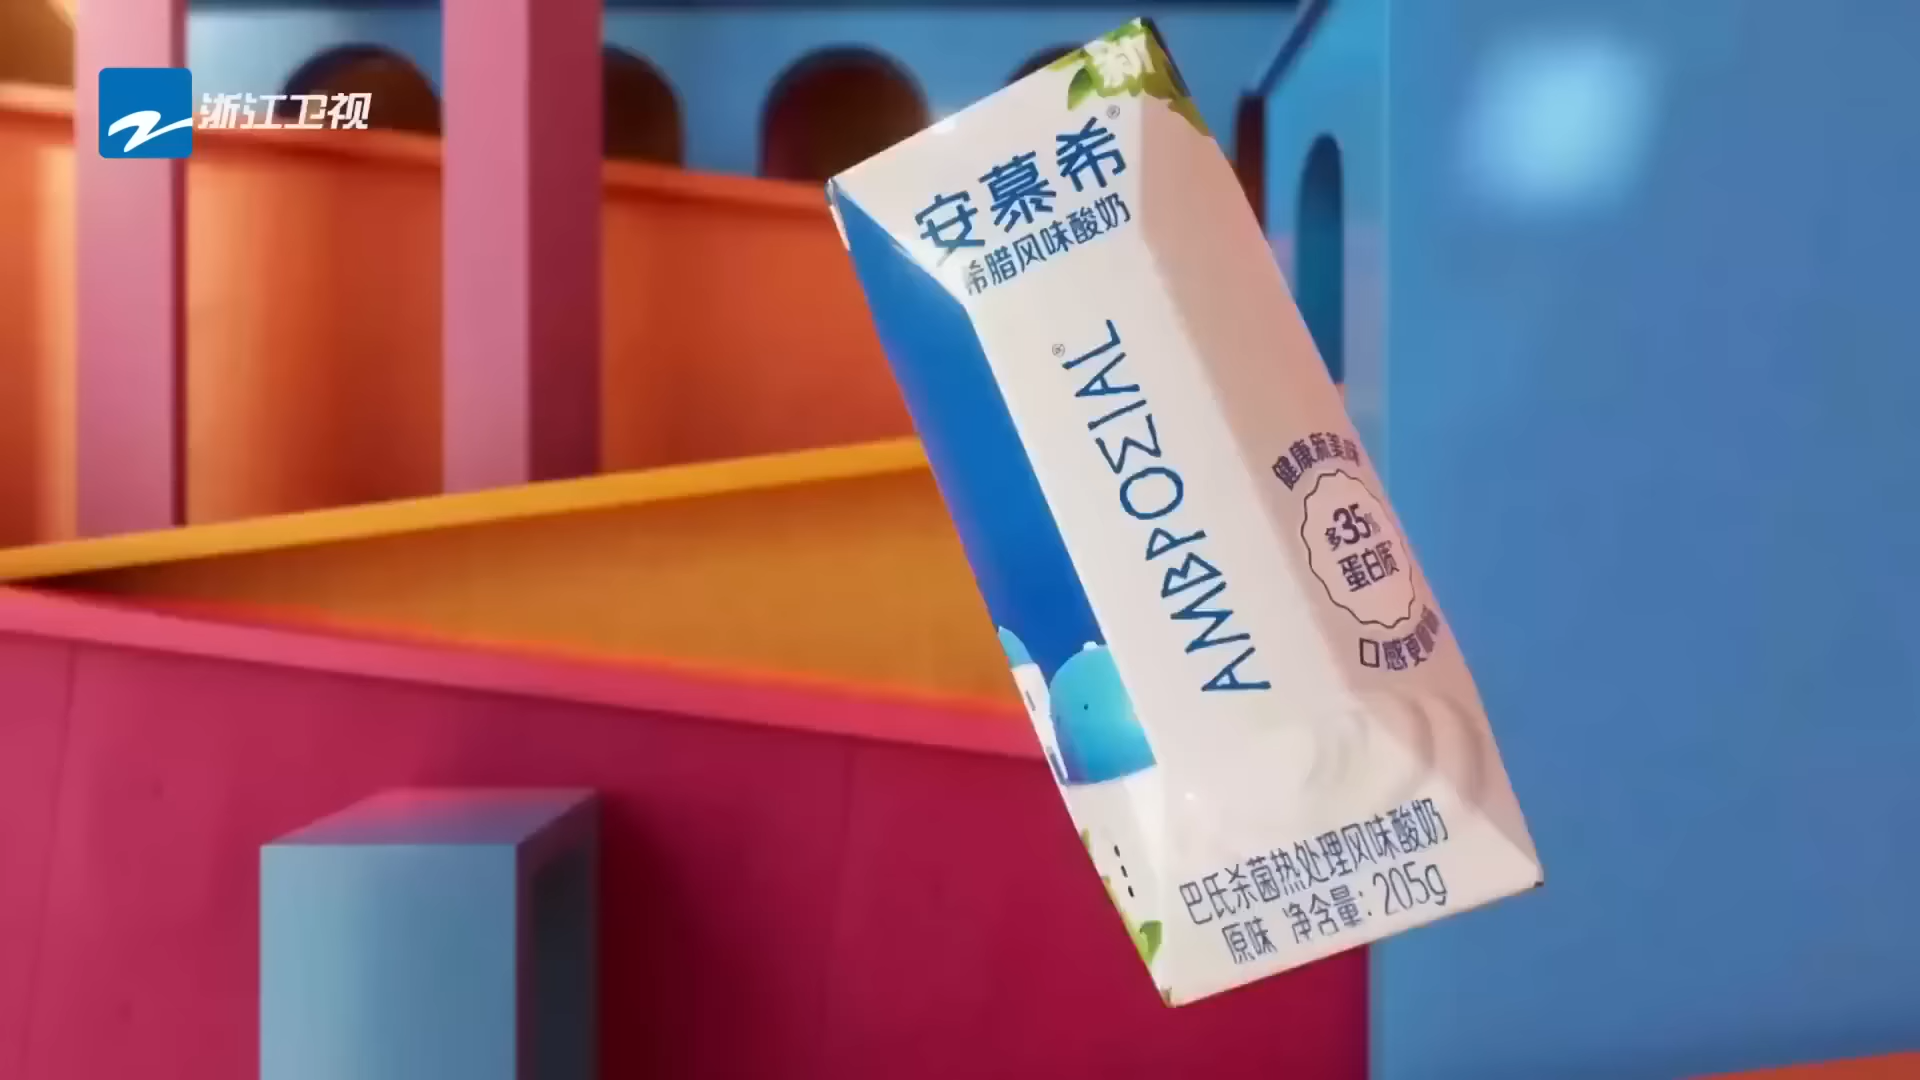 浙江卫视
新
安慕希®
希腊风味酸奶
AMBPOΣIAL®
健康新美味
多35%
蛋白质
口感更
巴氏杀菌热处理风味酸奶
原味 净含量：205g